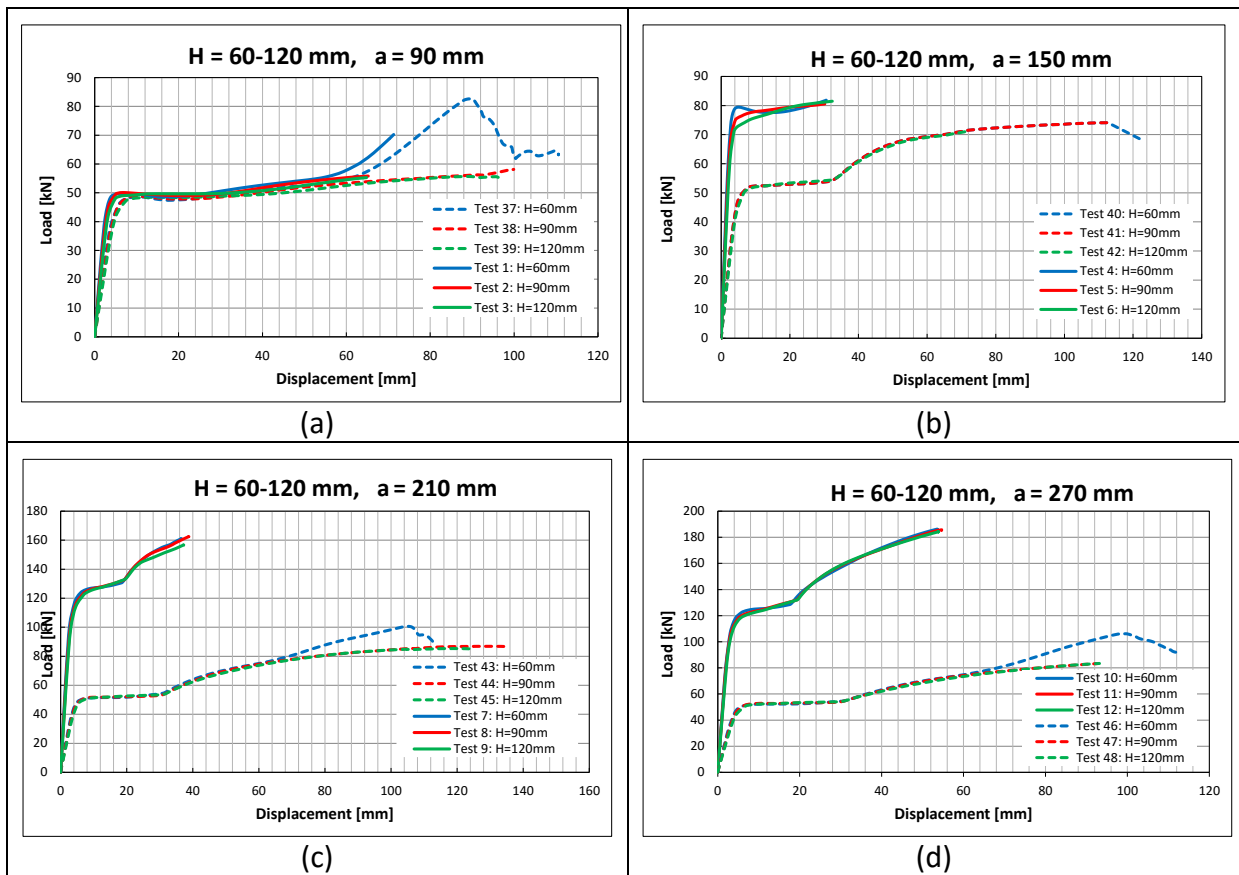 H = 60-120 mm, a = 90 mm
90
80
70
60
50
40
30
20
10
0
Load [kN]
Test 37: H=60mm
Test 38: H=90mm
Test 39: H=120mm
Test 1: H=60mm
Test 2: H=90mm
Test 3: H=120mm
0 20 40 60 80 100 120
Displacement [mm]
(a)
H = 60-120 mm, a = 150 mm
90
80
70
60
50
40
30
20
10
0
Load [kN]
Test 40: H=60mm
Test 41: H=90mm
Test 42: H=120mm
Test 4: H=60mm
Test 5: H=90mm
Test 6: H=120mm
0 20 40 60 80 100 120 140
Displacement [mm]
(b)
H = 60-120 mm, a = 210 mm
180
160
140
120
100
80
60
40
20
0
Load [kN]
Test 43: H=60mm
Test 44: H=90mm
Test 45: H=120mm
Test 7: H=60mm
Test 8: H=90mm
Test 9: H=120mm
0 20 40 60 80 100 120 140 160
Displacement [mm]
(c)
H = 60-120 mm, a = 270 mm
200
180
160
140
120
100
80
60
40
20
0
Load [kN]
Test 10: H=60mm
Test 11: H=90mm
Test 12: H=120mm
Test 46: H=60mm
Test 47: H=90mm
Test 48: H=120mm
0 20 40 60 80 100 120
Displacement [mm]
(d)